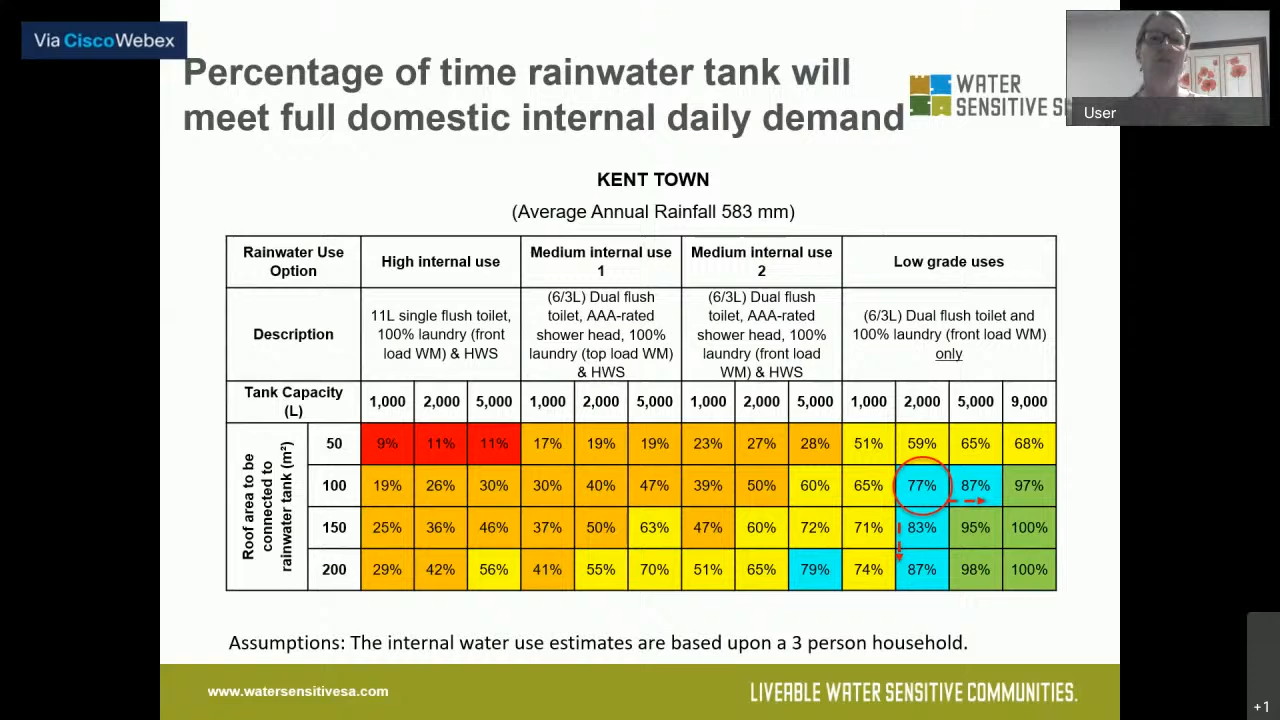 Via CiscoWebex
Percentage of time rainwater tank will
meet full domestic internal daily demand
WATER
SENSITIVE SA
User
KENT TOWN
(Average Annual Rainfall 583 mm)
Rainwater Use Option High internal use Medium internal use 1 Medium internal use 2 Low grade uses
Description 11L single flush toilet, 100% laundry (front load WM) & HWS (6/3L) Dual flush toilet, AAA-rated shower head, 100% laundry (top load WM) & HWS (6/3L) Dual flush toilet, AAA-rated shower head, 100% laundry (front load WM) & HWS (6/3L) Dual flush toilet and 100% laundry (front load WM) only
Tank Capacity (L) 1,000 2,000 5,000 1,000 2,000 5,000 1,000 2,000 5,000 1,000 2,000 5,000 9,000
Roof area to be connected to rainwater tank (m²)
50 9% 11% 11% 17% 19% 19% 23% 27% 28% 51% 59% 65% 68%
100 19% 26% 30% 30% 40% 47% 39% 50% 60% 65% 77% 87% 97%
150 25% 36% 46% 37% 50% 63% 47% 60% 72% 71% 83% 95% 100%
200 29% 42% 56% 41% 55% 70% 51% 65% 79% 74% 87% 98% 100%
Assumptions: The internal water use estimates are based upon a 3 person household.
www.watersensitivesa.com
LIVEABLE WATER SENSITIVE COMMUNITIES.
+1